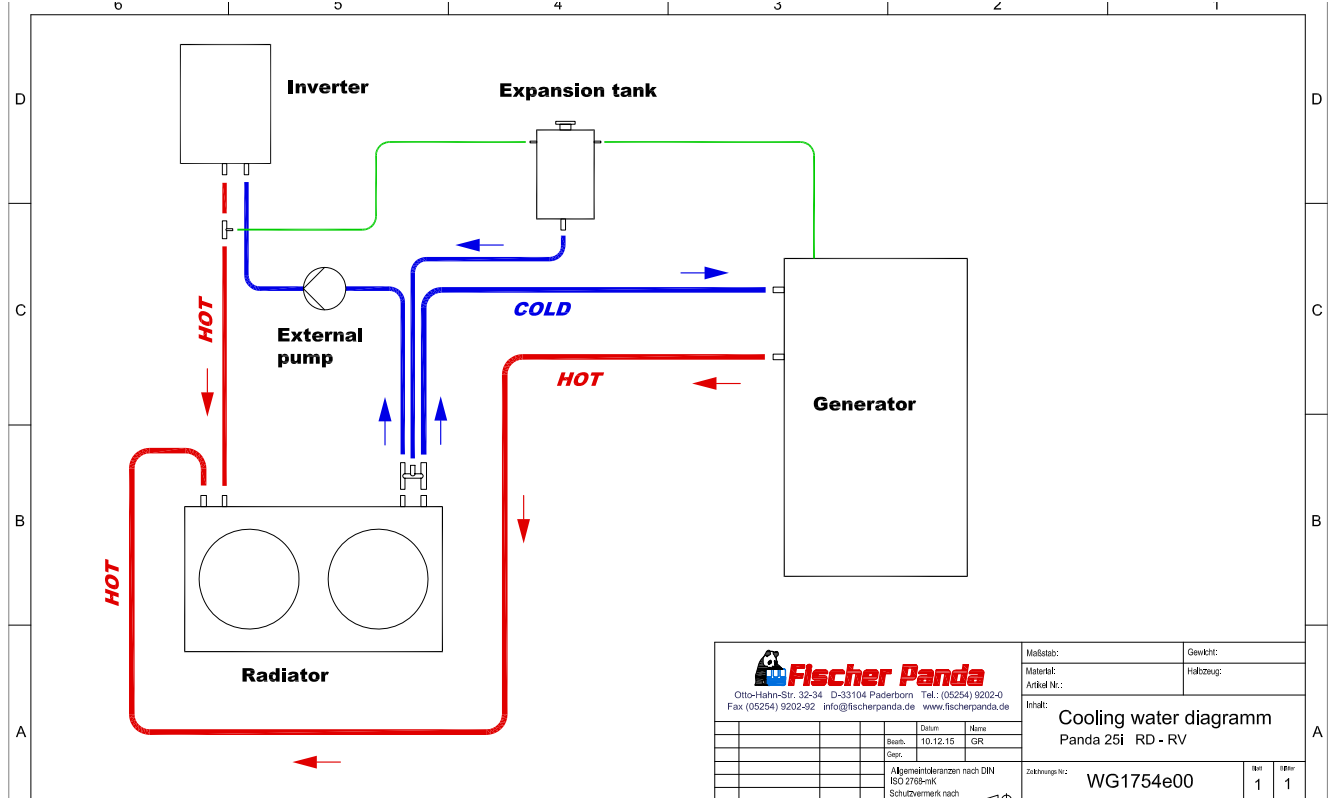 6 5 4 3 2 1
D
D
Inverter
Expansion tank
C
HOT
COLD
C
External
pump
HOT
Generator
B
HOT
B
Radiator
A
A
Fischer Panda
Otto-Hahn-Str. 32-34 D-33104 Paderborn Tel.: (05254) 9202-0
Fax (05254) 9202-92 info@fischerpanda.de www.fischerpanda.de
Maßstab:
Gewicht:
Material:
Halbzeug:
Artikel Nr.:
Inhalt:
Cooling water diagramm
Panda 25i RD - RV
Datum Name
Bearb. 10.12.15 GR
Gepr.
Allgemeintoleranzen nach DIN
ISO 2768-mK
Schutzvermerk nach
Zeichnungs Nr.:
WG1754e00
Blatt
1
Blätter
1